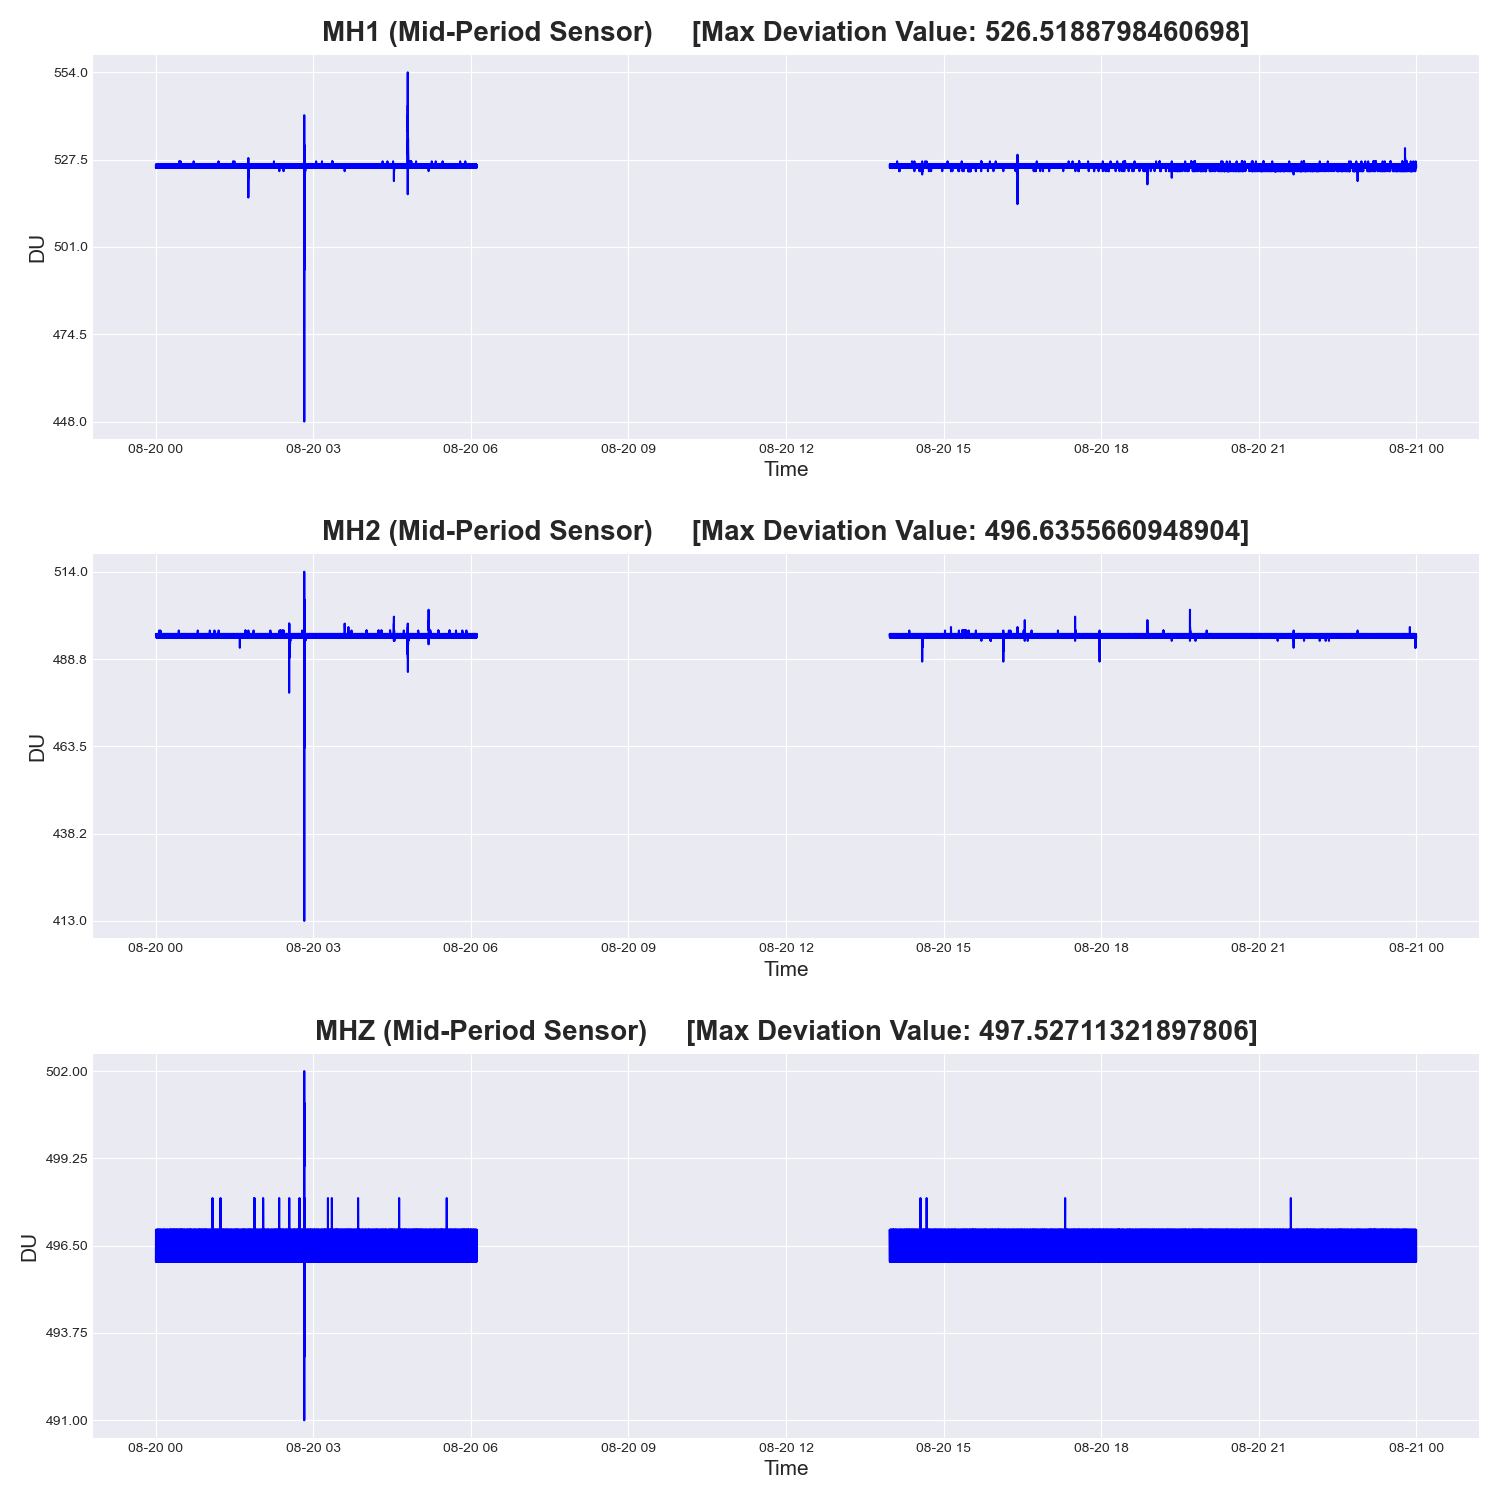 MH1 (Mid-Period Sensor) [Max Deviation Value: 526.5188798460698]
554.0
527.5
501.0
474.5
448.0
DU
08-20 00 08-20 03 08-20 06 08-20 09 08-20 12 08-20 15 08-20 18 08-20 21 08-21 00
Time
MH2 (Mid-Period Sensor) [Max Deviation Value: 496.6355660948904]
514.0
488.8
463.5
438.2
413.0
DU
08-20 00 08-20 03 08-20 06 08-20 09 08-20 12 08-20 15 08-20 18 08-20 21 08-21 00
Time
MHZ (Mid-Period Sensor) [Max Deviation Value: 497.52711321897806]
502.00
499.25
496.50
493.75
491.00
DU
08-20 00 08-20 03 08-20 06 08-20 09 08-20 12 08-20 15 08-20 18 08-20 21 08-21 00
Time